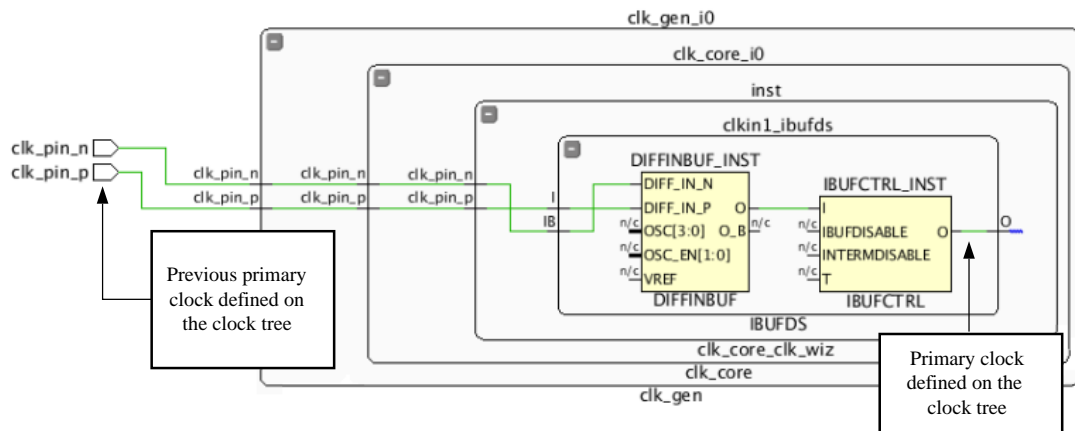 clk_gen_i0
clk_core_i0
inst
clkin1_ibufds
DIFFINBUF_INST
IBUFCTRL_INST
clk_pin_n
clk_pin_p
clk_pin_n
clk_pin_p
clk_pin_n
clk_pin_p
clk_pin_n
clk_pin_p
I
IB
DIFF_IN_N
DIFF_IN_P
O
n/c
OSC[3:0]
O_B
n/c
n/c
OSC_EN[1:0]
n/c
VREF
DIFFINBUF
I
n/c
IBUFDISABLE
O
n/c
INTERMDISABLE
n/c
T
IBUFCTRL
O
IBUFDS
clk_core_clk_wiz
clk_core
clk_gen
Previous primary
clock defined on
the clock tree
Primary clock
defined on the
clock tree